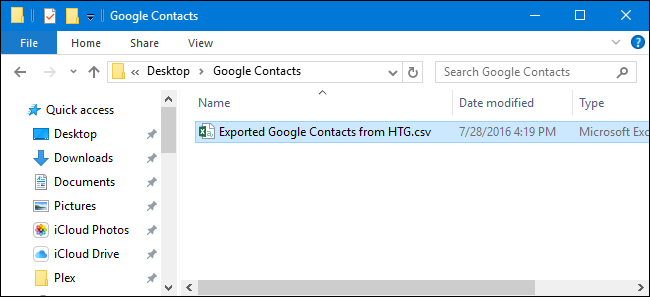 Google Contacts
File Home Share View
« Desktop › Google Contacts Search Google Contacts
Name Date modified Type
Quick access
Exported Google Contacts from HTG.csv 7/28/2016 4:19 PM Microsoft Exc
Desktop
Downloads
Documents
Pictures
iCloud Photos
iCloud Drive
Plex